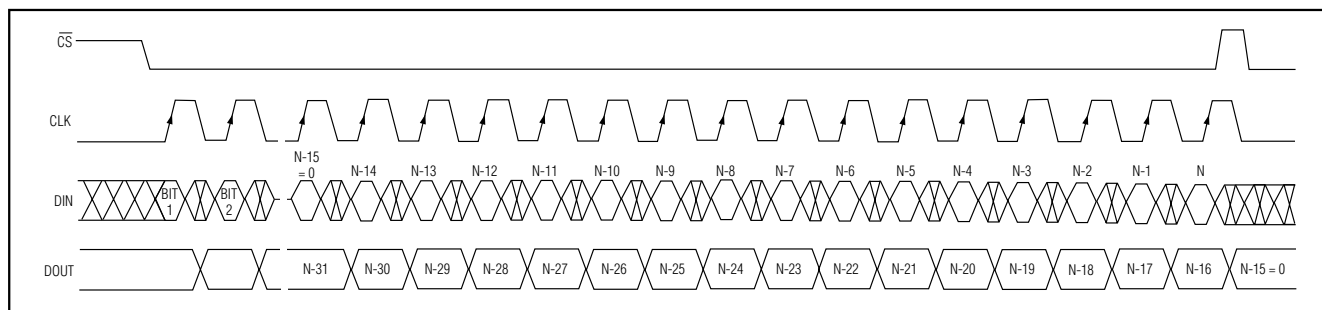 C̅S̅
CLK
N-15
= 0
N-14 N-13 N-12 N-11 N-10 N-9 N-8 N-7 N-6 N-5 N-4 N-3 N-2 N-1 N
DIN
BIT
1
BIT
2
DOUT
N-31 N-30 N-29 N-28 N-27 N-26 N-25 N-24 N-23 N-22 N-21 N-20 N-19 N-18 N-17 N-16 N-15 = 0